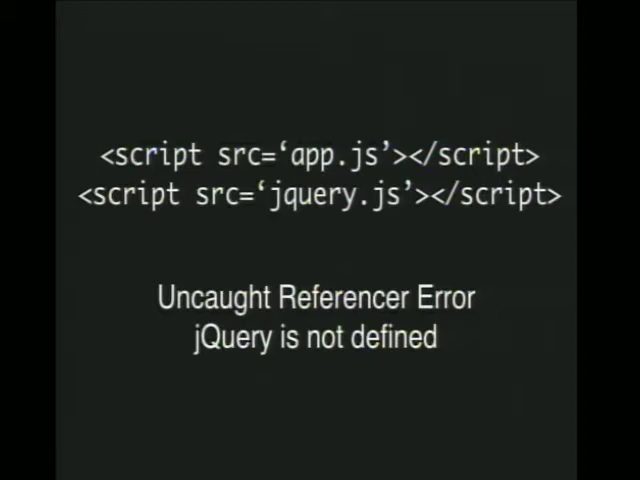 <script src=‘app.js’></script>
<script src=‘jquery.js’></script>
Uncaught Referencer Error
jQuery is not defined